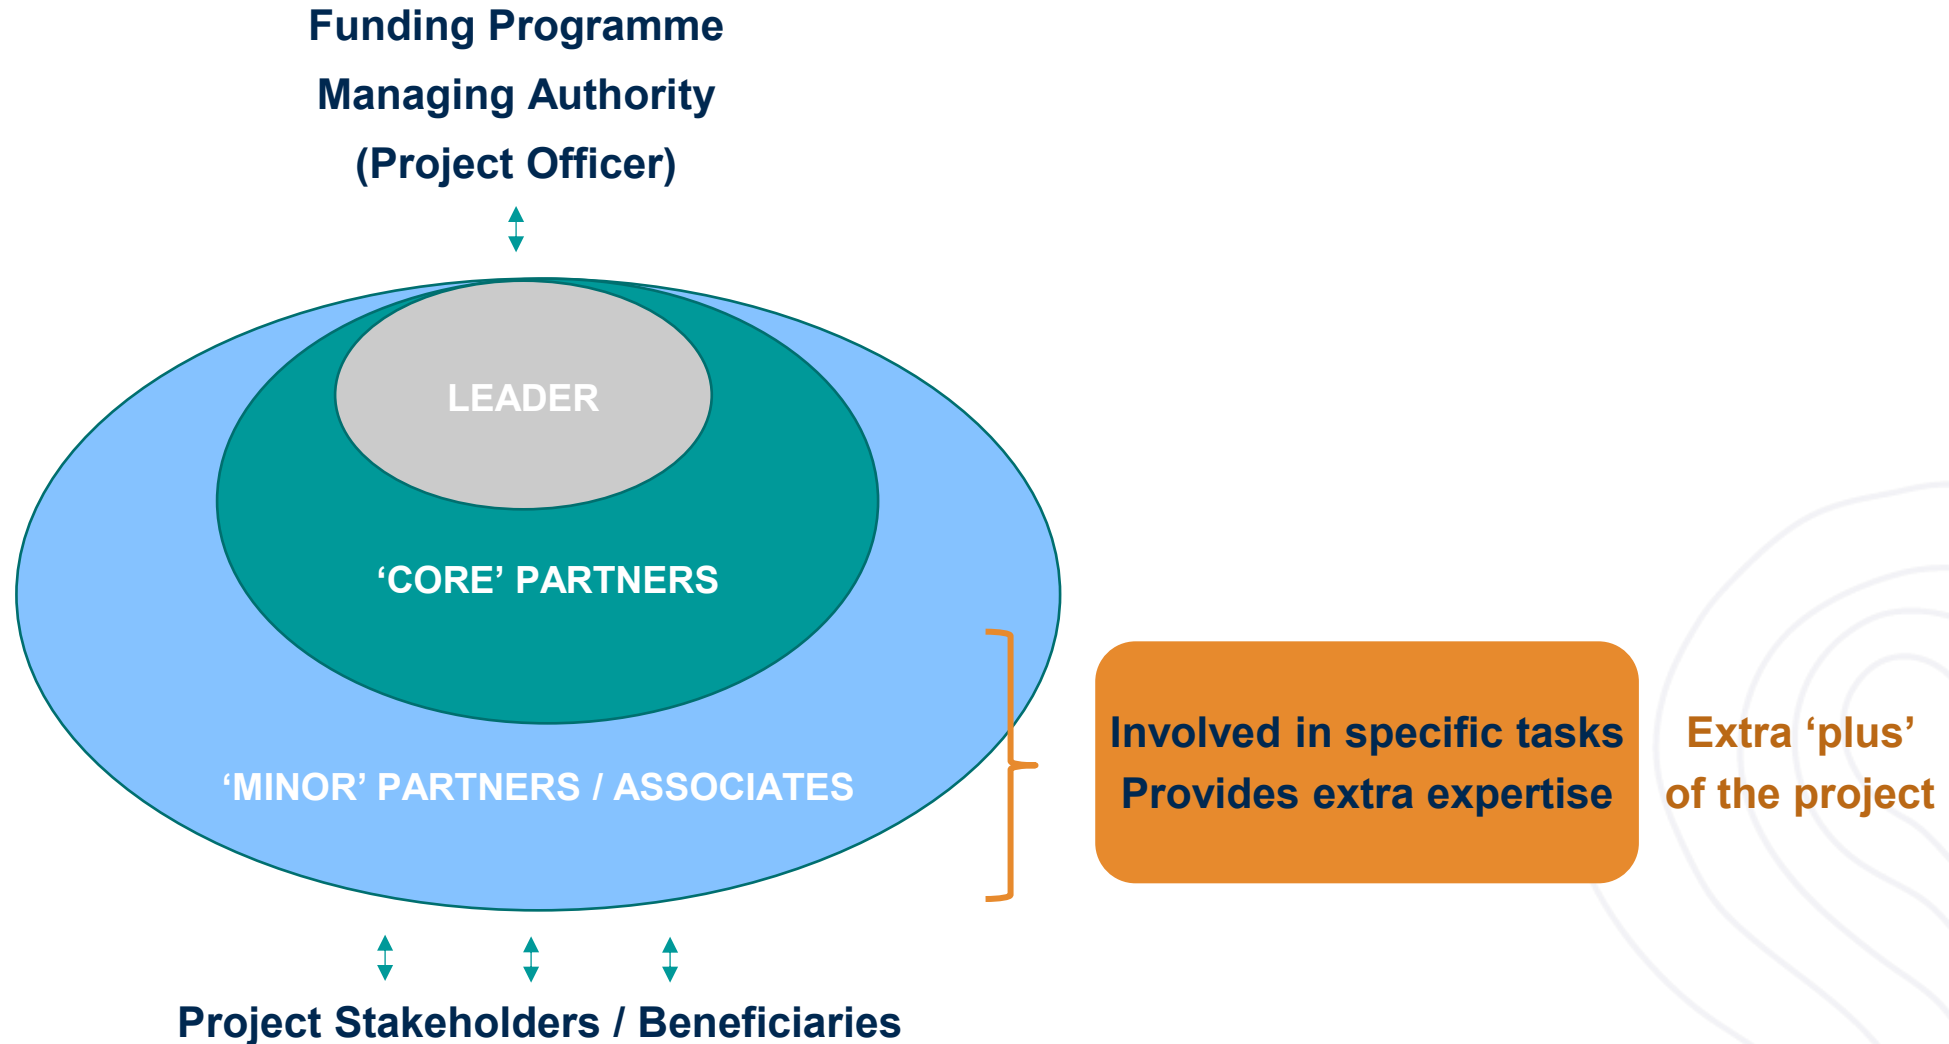 Funding Programme
Managing Authority
(Project Officer)
LEADER
‘CORE’ PARTNERS
‘MINOR’ PARTNERS / ASSOCIATES
Involved in specific tasks
Provides extra expertise
Extra ‘plus’
of the project
Project Stakeholders / Beneficiaries